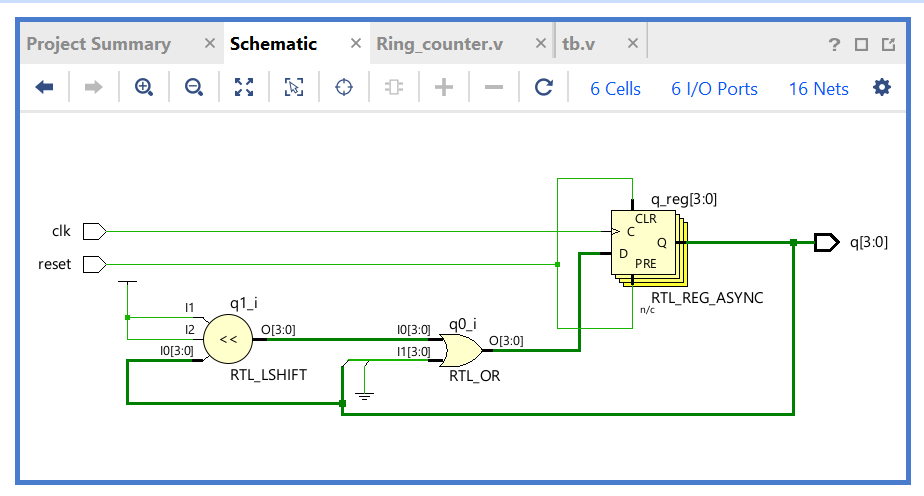 Project Summary × Schematic × Ring_counter.v × tb.v × ?
6 Cells 6 I/O Ports 16 Nets
q_reg[3:0]
CLR
clk
C
Q
q[3:0]
D
reset
PRE
RTL_REG_ASYNC
n/c
I1
q1_i
I2
<<
O[3:0]
I0[3:0]
q0_i
I0[3:0]
O[3:0]
I1[3:0]
RTL_LSHIFT
RTL_OR